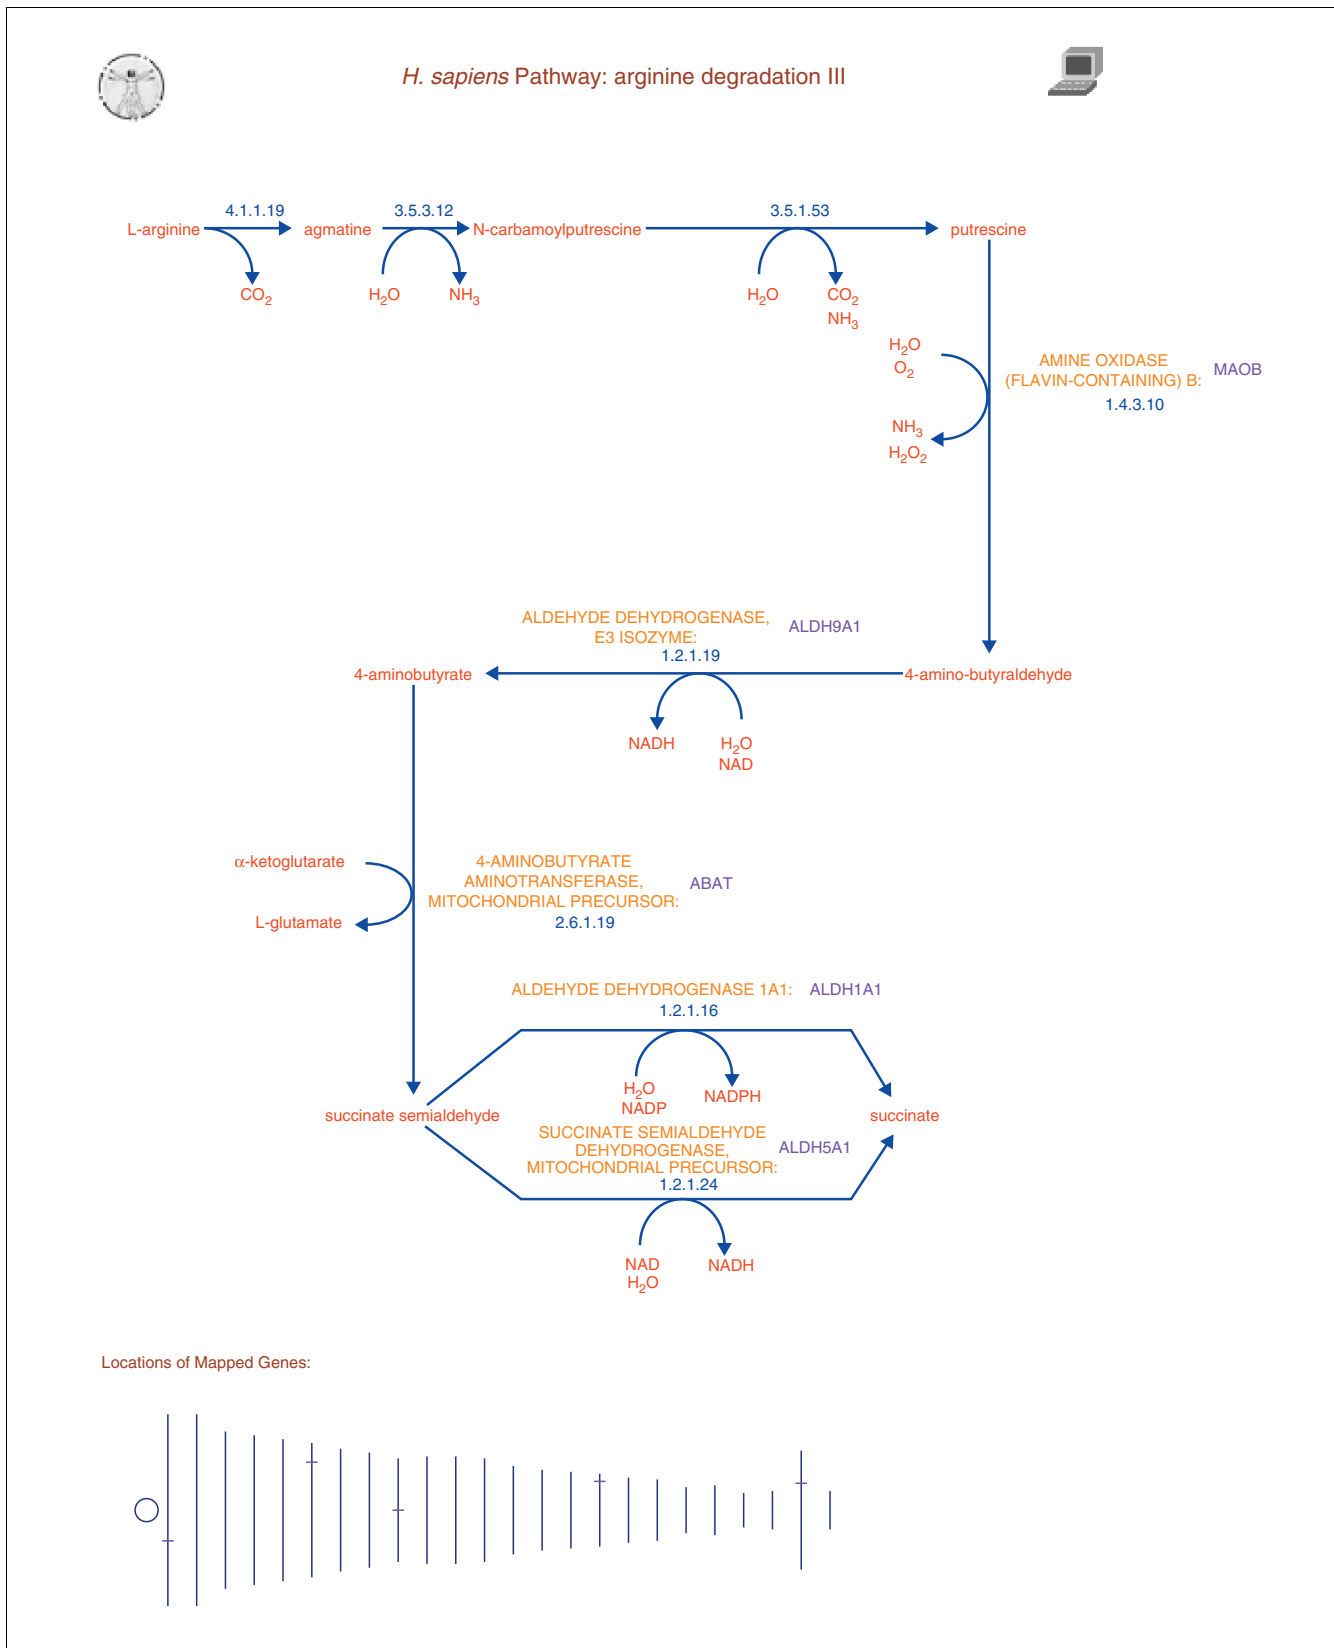 H. sapiens Pathway: arginine degradation III
4.1.1.19
3.5.3.12
3.5.1.53
L-arginine
agmatine
N-carbamoylputrescine
putrescine
CO2
H2O
NH3
H2O
CO2
NH3
H2O
O2
AMINE OXIDASE
(FLAVIN-CONTAINING) B:
MAOB
1.4.3.10
NH3
H2O2
ALDEHYDE DEHYDROGENASE,
E3 ISOZYME:
ALDH9A1
1.2.1.19
4-aminobutyrate
4-amino-butyraldehyde
NADH
H2O
NAD
α-ketoglutarate
L-glutamate
4-AMINOBUTYRATE
AMINOTRANSFERASE,
MITOCHONDRIAL PRECURSOR:
ABAT
2.6.1.19
ALDEHYDE DEHYDROGENASE 1A1:
ALDH1A1
1.2.1.16
H2O
NADP
NADPH
succinate semialdehyde
succinate
SUCCINATE SEMIALDEHYDE
DEHYDROGENASE,
MITOCHONDRIAL PRECURSOR:
ALDH5A1
1.2.1.24
NAD
H2O
NADH
Locations of Mapped Genes: